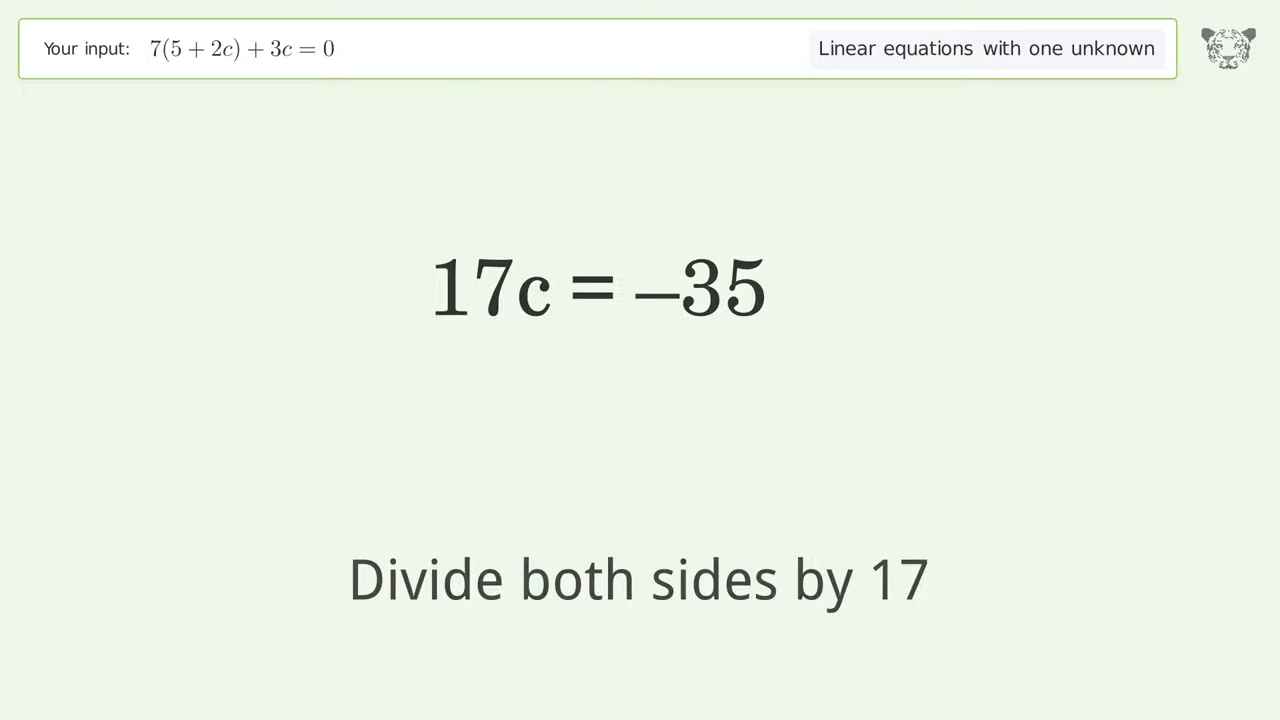 Your input: 7(5 + 2c) + 3c = 0
Linear equations with one unknown
17c = –35
Divide both sides by 17